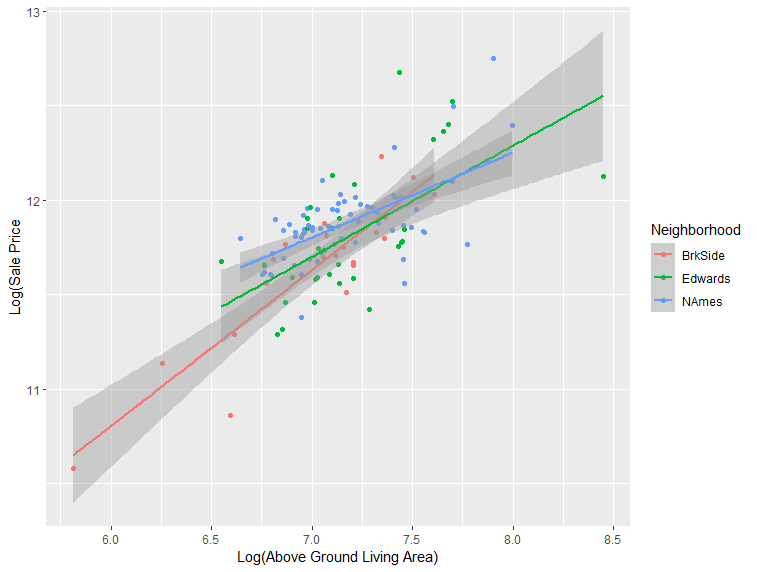 13
12
11
Log(Sale Price)
6.0 6.5 7.0 7.5 8.0 8.5
Log(Above Ground Living Area)
Neighborhood
BrkSide
Edwards
NAmes